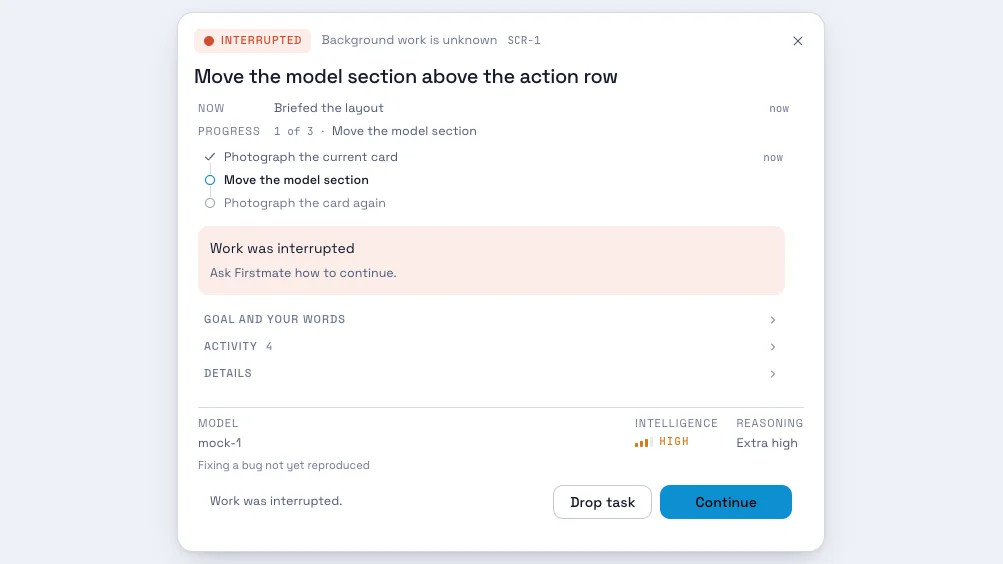 INTERRUPTED Background work is unknown SCR-1
Move the model section above the action row
NOW Briefed the layout now
PROGRESS 1 of 3 · Move the model section
Photograph the current card now
Move the model section
Photograph the card again
Work was interrupted
Ask Firstmate how to continue.
GOAL AND YOUR WORDS
ACTIVITY 4
DETAILS
MODEL INTELLIGENCE REASONING
mock-1 HIGH Extra high
Fixing a bug not yet reproduced
Work was interrupted. Drop task Continue